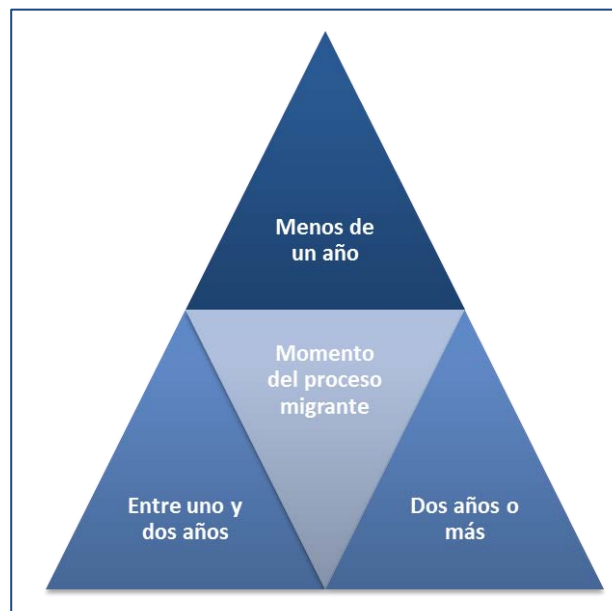 Menos de
un año
Momento
del proceso
migrante
Entre uno y
dos años
Dos años o
más